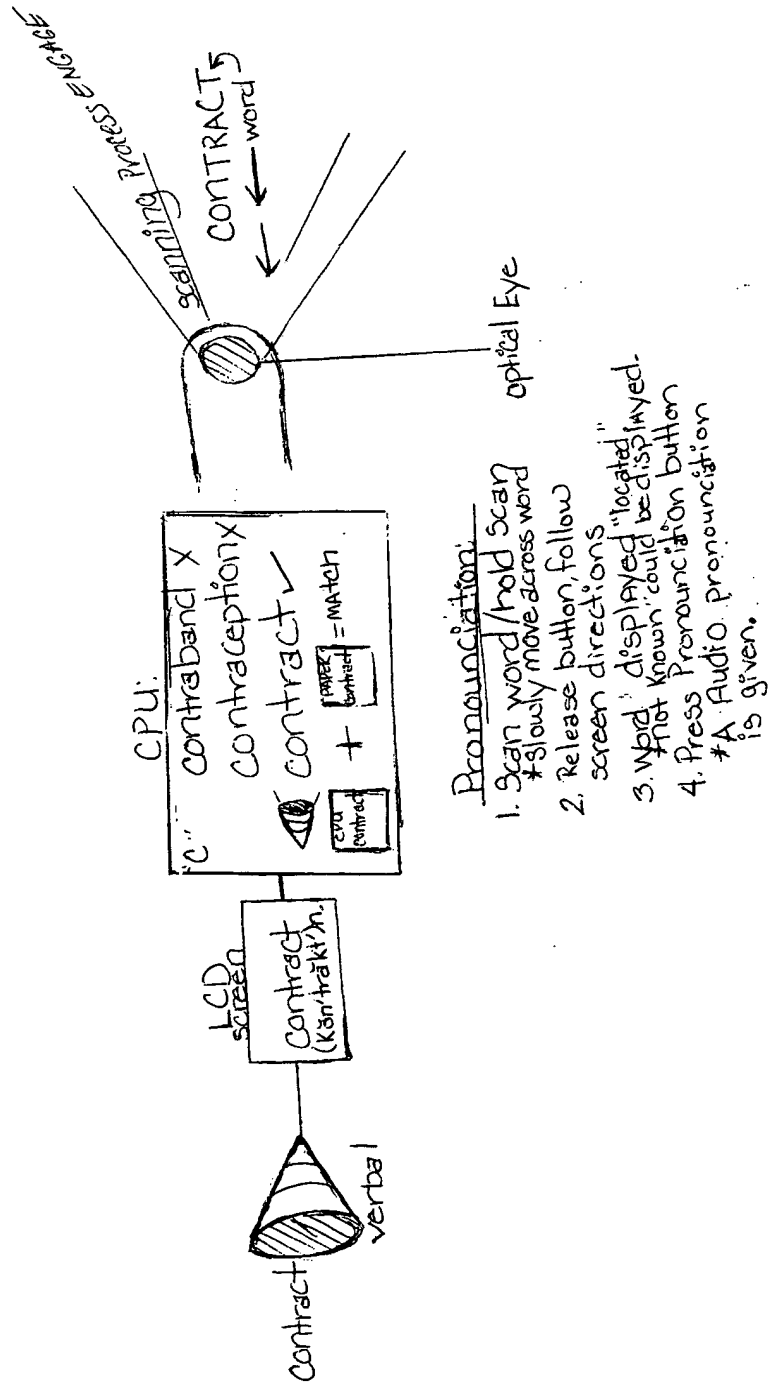 contract
verbal
LCD
screen
contract
(Kän'träkt')n.
CPU:
"C" contraband X
contraception X
contract ✓
CPU
contract
+
PAPER
contract
= MAtcH
scanning Process: ENGAGE
CONTRACT
word
optical Eye
Pronounciation:
1. Scan word/hold scan
*slowly move across word
2. Release button, follow
screen directions
3. Word displayed "located"
*"not known" could be displayed.
4. Press Pronounciation button
*A Audio pronounciation
is given.